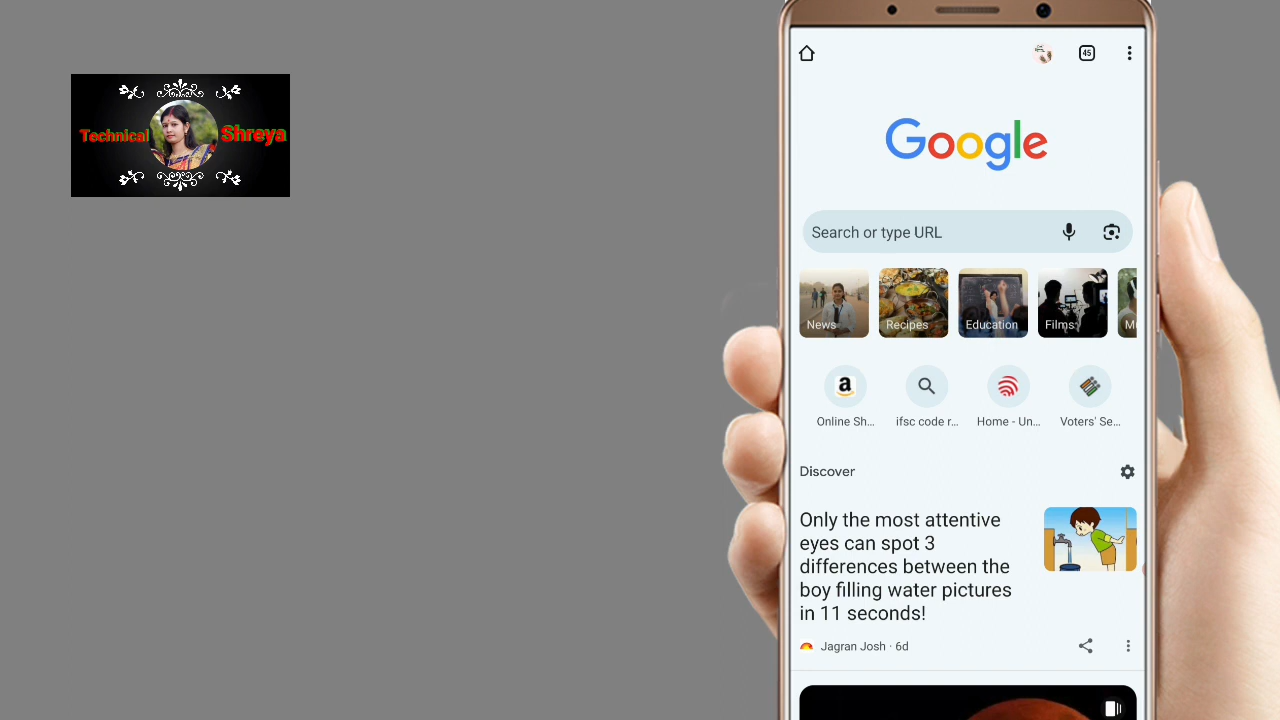 Technical Shreya
45
Google
Search or type URL
News
Recipes
Education
Films
M
a
Online Sh...
ifsc code r...
Home - Un...
Voters' Se...
Discover
Only the most attentive
eyes can spot 3
differences between the
boy filling water pictures
in 11 seconds!
Jagran Josh · 6d